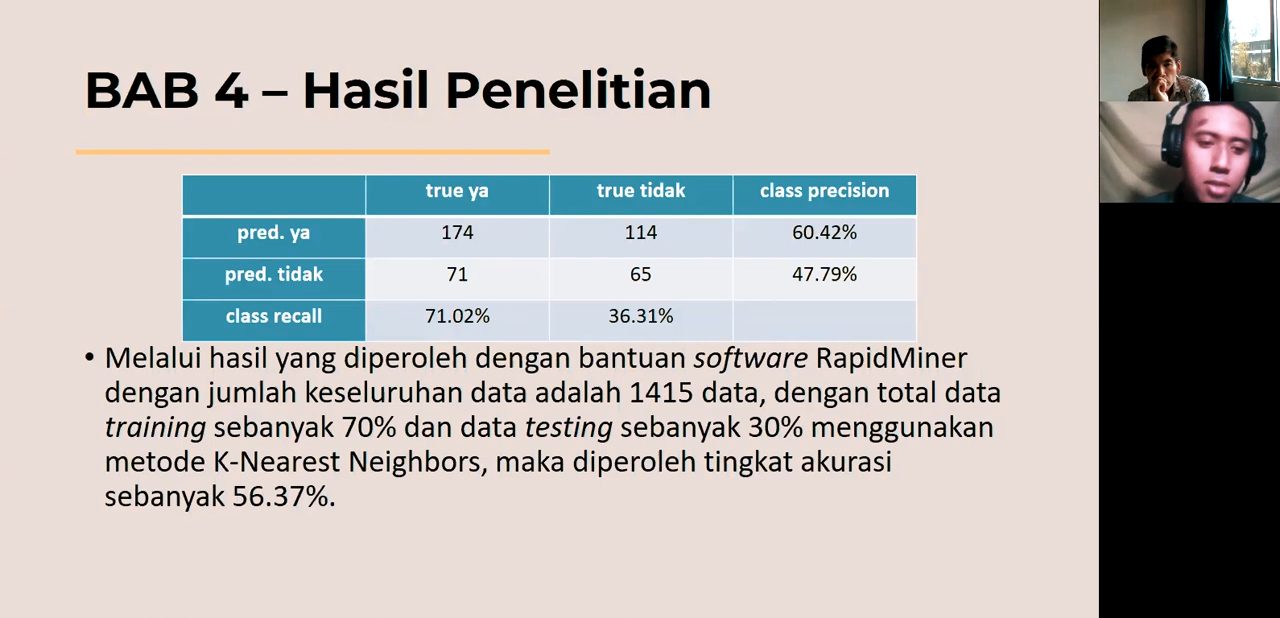 BAB 4 – Hasil Penelitian
true ya true tidak class precision
pred. ya 174 114 60.42%
pred. tidak 71 65 47.79%
class recall 71.02% 36.31%
• Melalui hasil yang diperoleh dengan bantuan software RapidMiner
dengan jumlah keseluruhan data adalah 1415 data, dengan total data
training sebanyak 70% dan data testing sebanyak 30% menggunakan
metode K-Nearest Neighbors, maka diperoleh tingkat akurasi
sebanyak 56.37%.